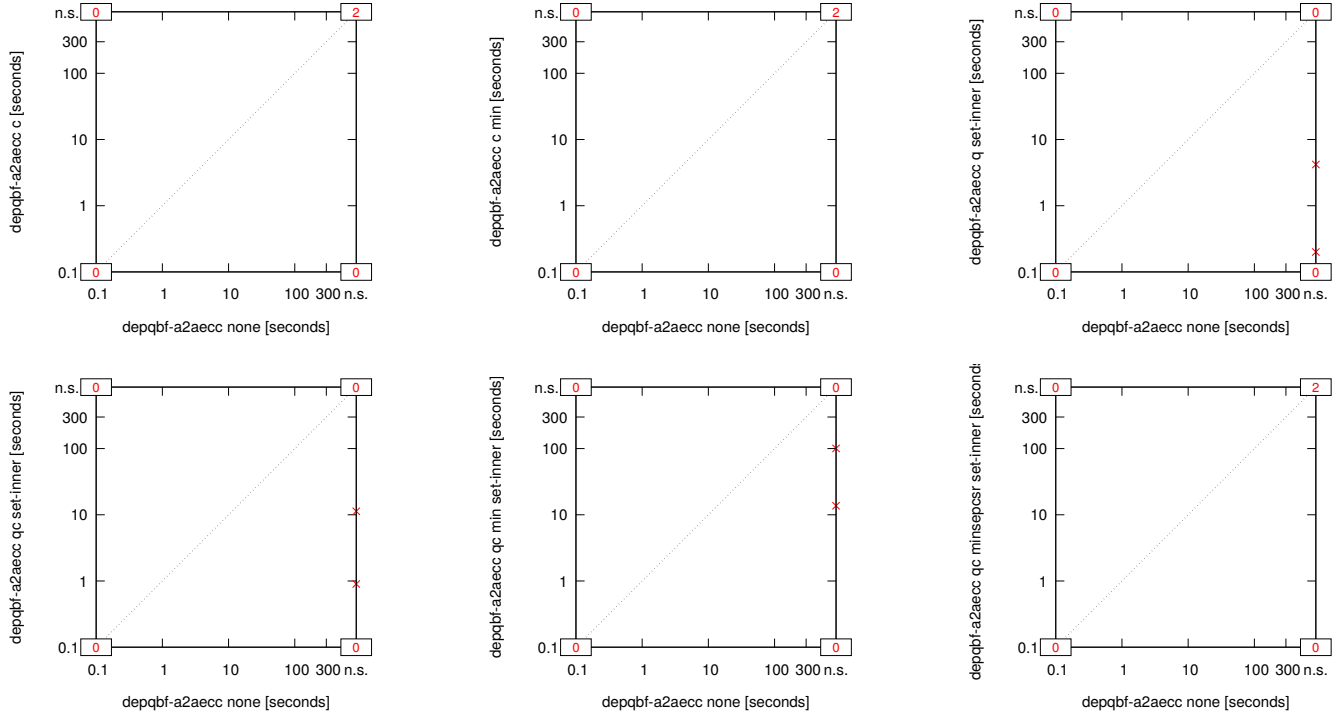 depqbf-a2aecc c [seconds]
n.s. 0 2
300
100
10
1
0.1 0 0
0.1 1 10 100 300 n.s.
depqbf-a2aecc none [seconds]
depqbf-a2aecc c min [seconds]
n.s. 0 2
300
100
10
1
0.1 0 0
0.1 1 10 100 300 n.s.
depqbf-a2aecc none [seconds]
depqbf-a2aecc q set-inner [seconds]
n.s. 0 0
300
100
10
1
0.1 0 0
0.1 1 10 100 300 n.s.
depqbf-a2aecc none [seconds]
depqbf-a2aecc qc set-inner [seconds]
n.s. 0 0
300
100
10
1
0.1 0 0
0.1 1 10 100 300 n.s.
depqbf-a2aecc none [seconds]
depqbf-a2aecc qc min set-inner [seconds]
n.s. 0 0
300
100
10
1
0.1 0 0
0.1 1 10 100 300 n.s.
depqbf-a2aecc none [seconds]
depqbf-a2aecc qc minsepcsr set-inner [second
n.s. 0 2
300
100
10
1
0.1 0 0
0.1 1 10 100 300 n.s.
depqbf-a2aecc none [seconds]